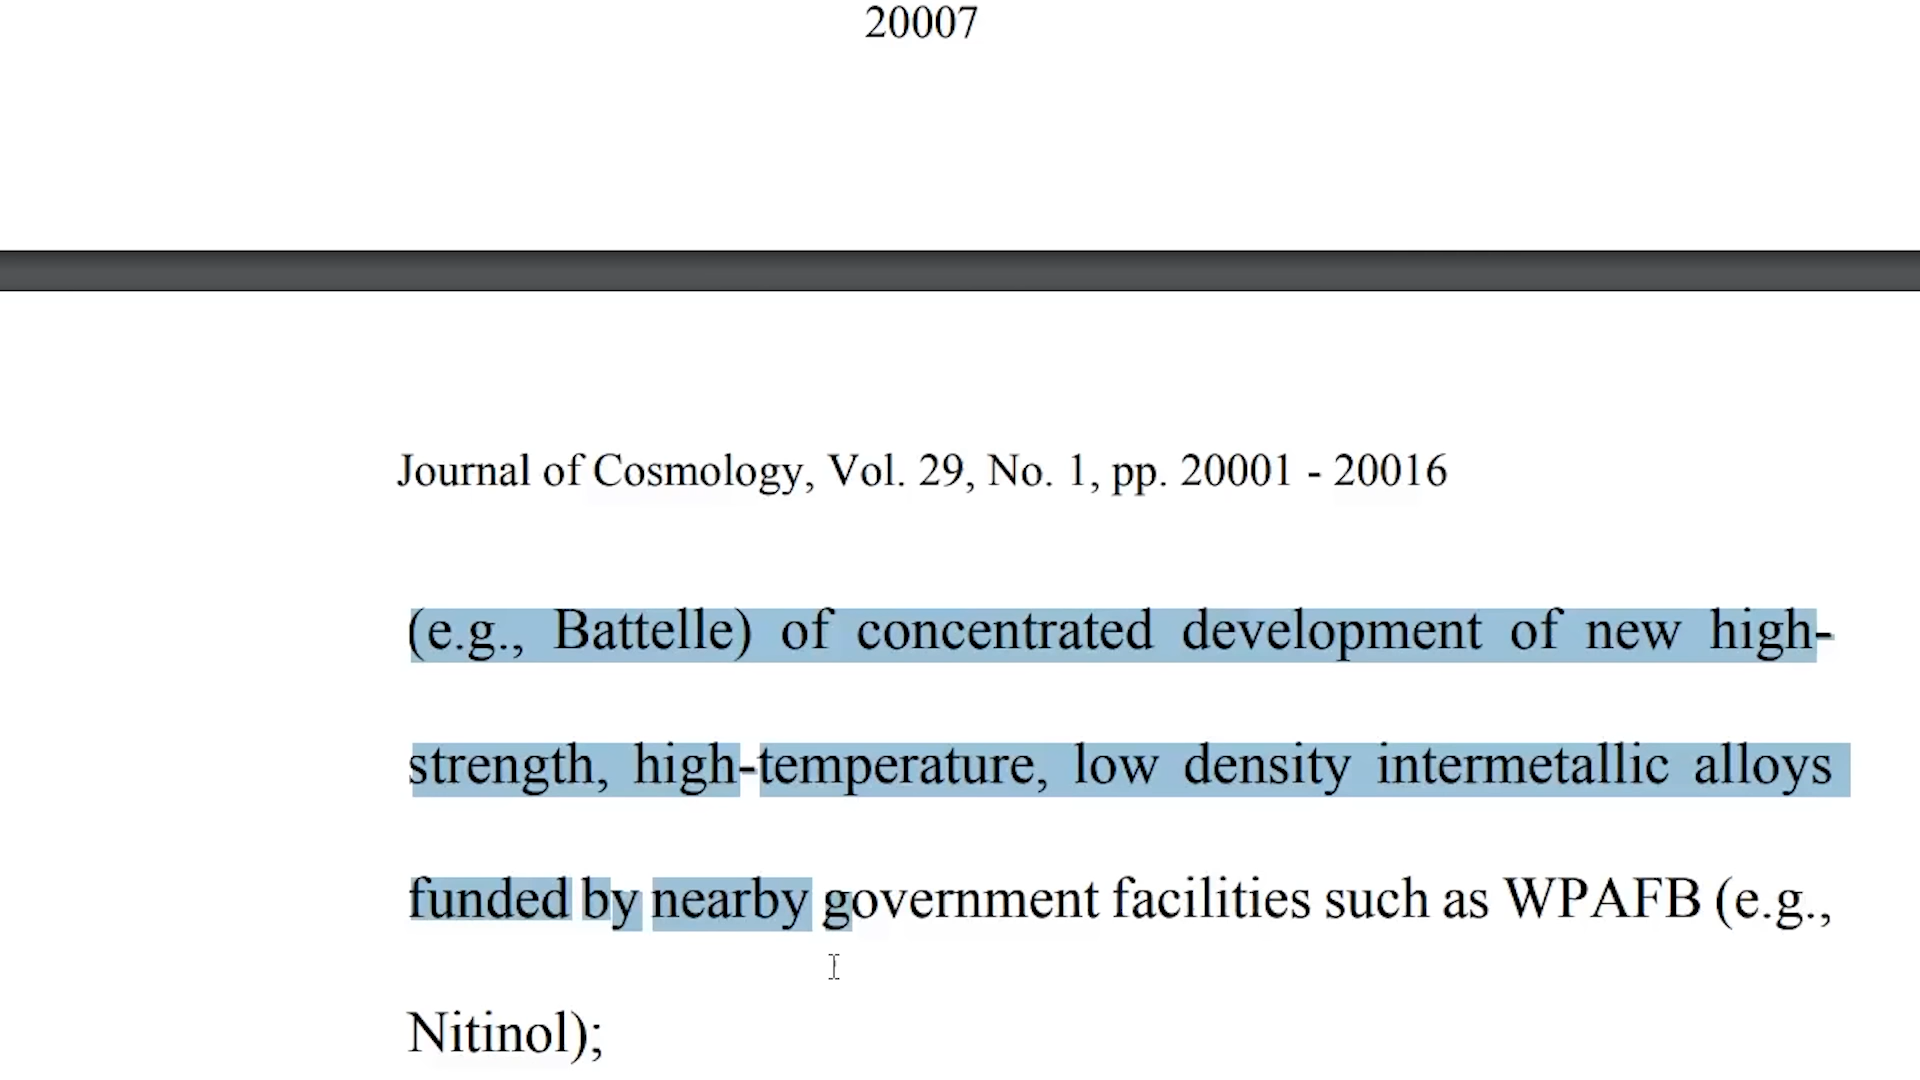 20007
Journal of Cosmology, Vol. 29, No. 1, pp. 20001 - 20016
(e.g., Battelle) of concentrated development of new high-
strength, high-temperature, low density intermetallic alloys
funded by nearby government facilities such as WPAFB (e.g.,
Nitinol);